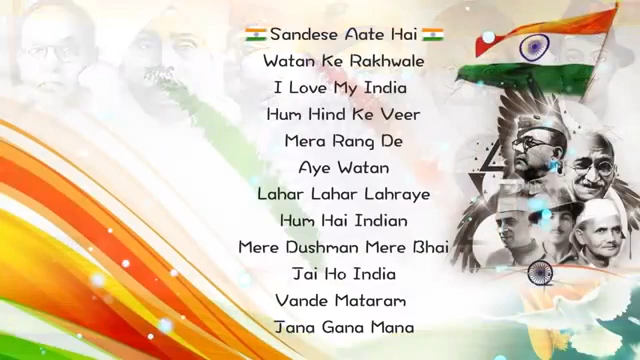 🇮🇳Sandese Aate Hai🇮🇳
Watan Ke Rakhwale
I Love My India
Hum Hind Ke Veer
Mera Rang De
Aye Watan
Lahar Lahar Lahraye
Hum Hai Indian
Mere Dushman Mere Bhai
Jai Ho India
Vande Mataram
Jana Gana Mana